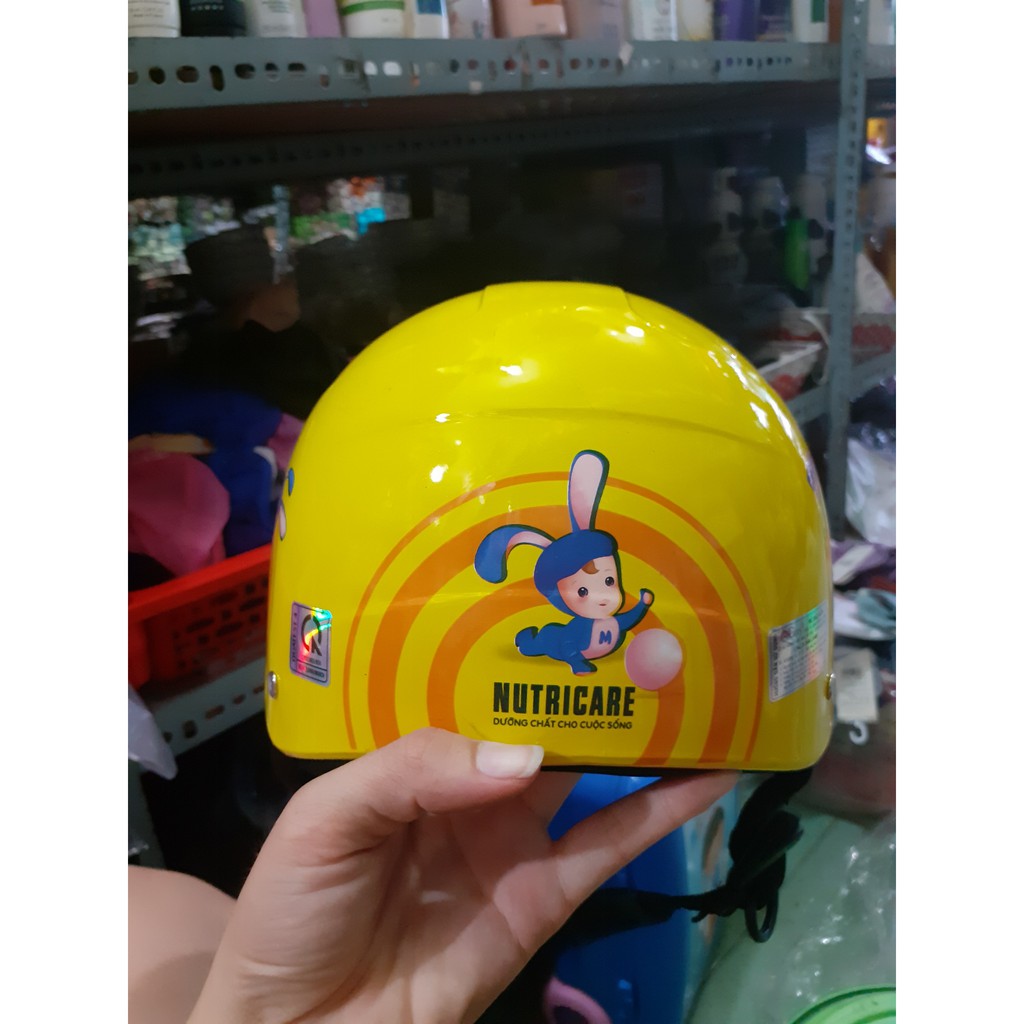 M
NUTRICARE
DƯỠNG CHẤT CHO CUỘC SỐNG